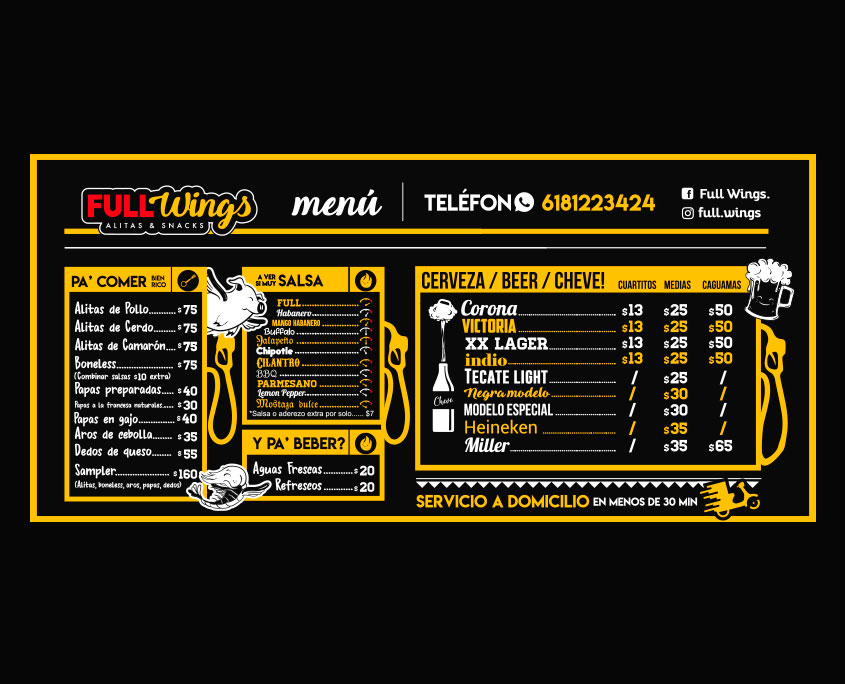 FULL Wings
ALITAS & SNACKS
menú
TELÉFONO 6181223424
Full Wings.
full.wings
PA' COMER BIEN RICO
Alitas de Pollo.......$75
Alitas de Cerdo.....$75
Alitas de Camarón...$75
Boneless...............$75
(Combinar salsas $10 extra)
Papas preparadas....$40
Papas a la francesa naturales....$30
Papas en gajo.........$40
Aros de cebolla......$35
Dedos de queso......$55
Sampler...............$160
(Alitas, boneless, aros, papas, dedos)
A VER SI MUY SALSA
FULL
Habanero
MANGO HABANERO
Buffalo
Jalapeño
Chipotle
CILANTRO
BBQ
PARMESANO
Lemon Pepper
Mostaza dulce
*Salsa o aderezo extra por solo..... $7
Y PA' BEBER?
Aguas Frescas.........$20
Refrescos...........$20
CERVEZA / BEER / CHEVE! CUARTITOS MEDIAS CAGUAMAS
Cheve
Corona $13 $25 $50
VICTORIA $13 $25 $50
XX LAGER $13 $25 $50
indio $13 $25 $50
TECATE LIGHT / $25 /
Negra modelo / $30 /
MODELO ESPECIAL / $30 /
Heineken / $35 /
Miller / $35 $65
SERVICIO A DOMICILIO EN MENOS DE 30 MIN